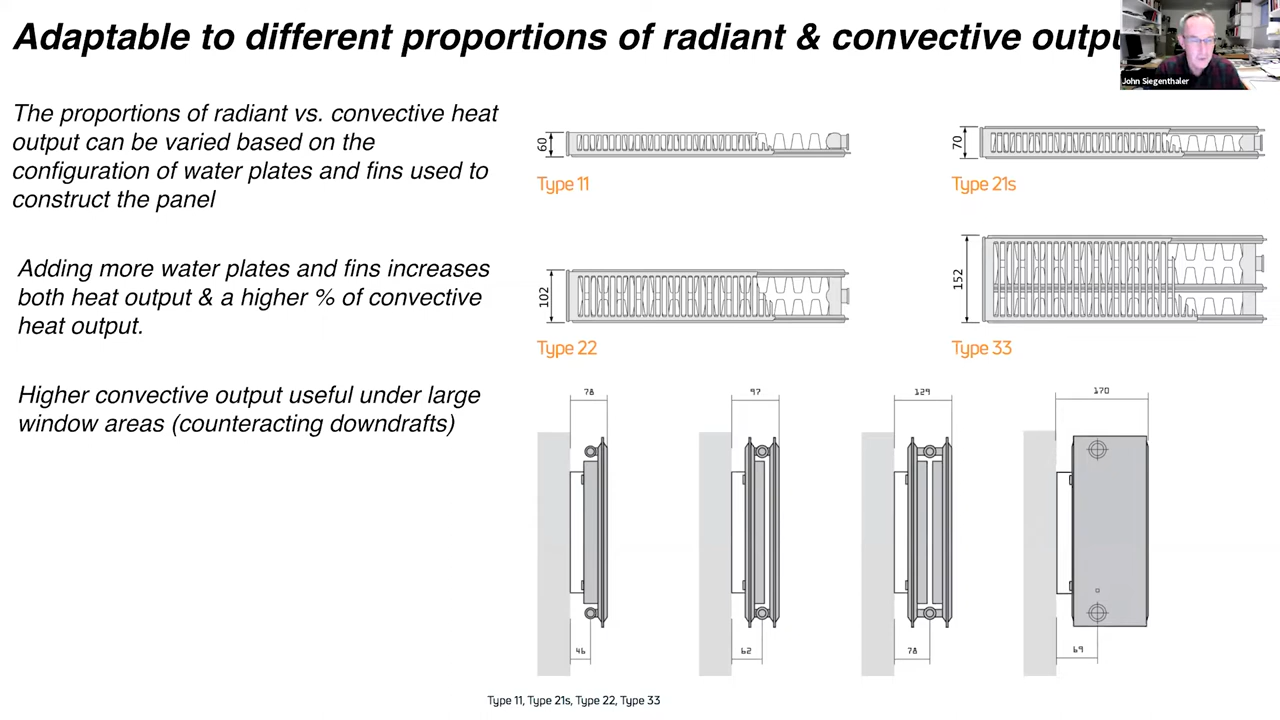 Adaptable to different proportions of radiant & convective outpu
John Siegenthaler
The proportions of radiant vs. convective heat
output can be varied based on the
configuration of water plates and fins used to
construct the panel
Adding more water plates and fins increases
both heat output & a higher % of convective
heat output.
Higher convective output useful under large
window areas (counteracting downdrafts)
60
Type 11
70
Type 21s
102
Type 22
152
Type 33
78
97
129
170
46
62
78
69
Type 11, Type 21s, Type 22, Type 33